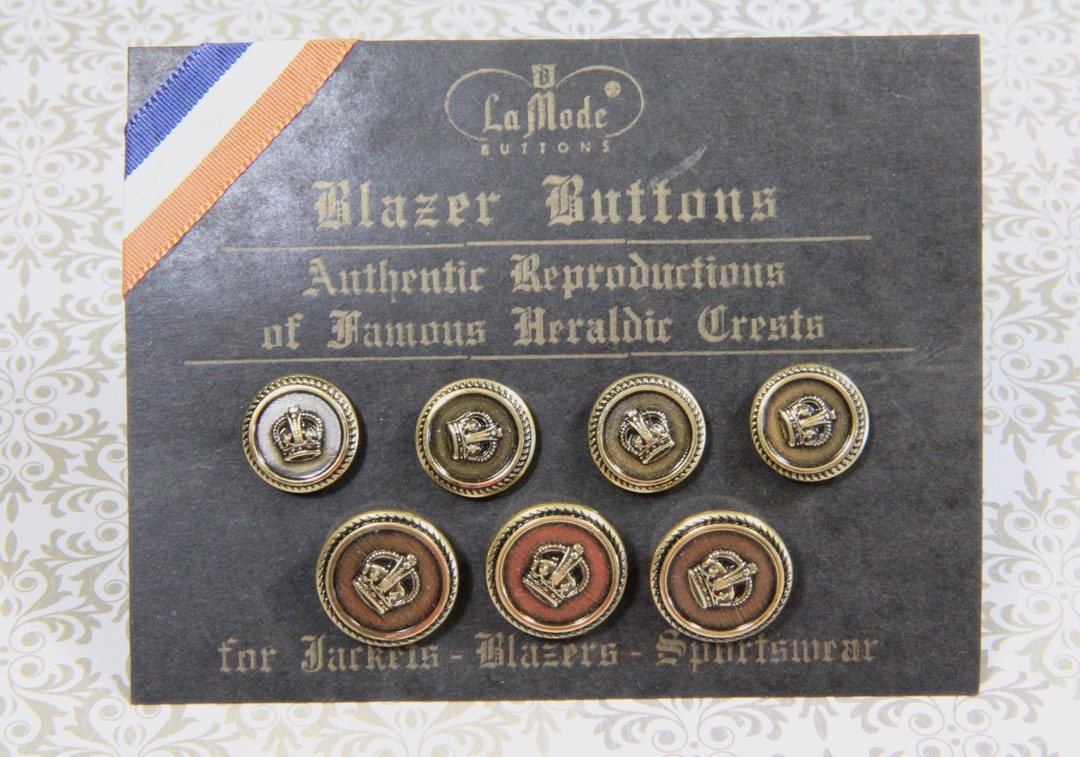 B
La Mode ®
BUTTONS
Blazer Buttons
Authentic Reproductions
of Famous Heraldic Crests
for Jackets - Blazers - Sportswear